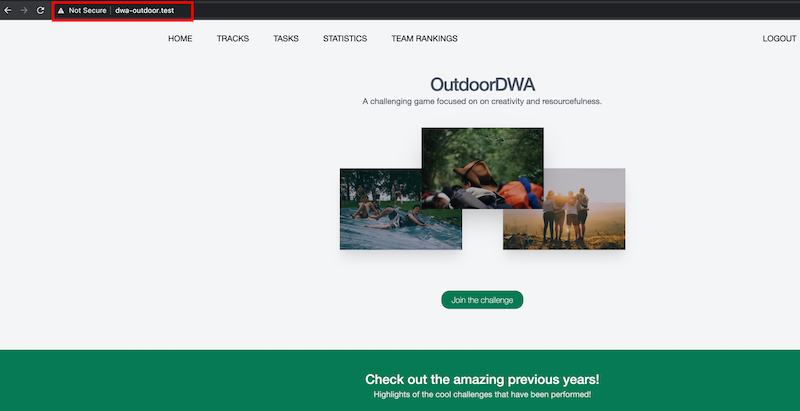 Not Secure | dwa-outdoor.test
HOME TRACKS TASKS STATISTICS TEAM RANKINGS LOGOUT
OutdoorDWA
A challenging game focused on on creativity and resourcefulness.
Join the challenge
Check out the amazing previous years!
Highlights of the cool challenges that have been performed!